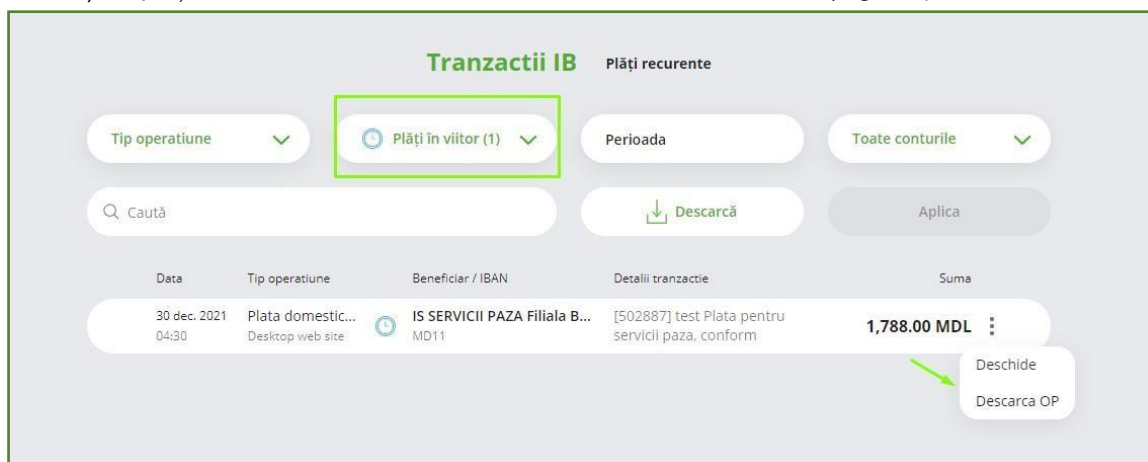 Tranzactii IB Plăți recurente
Tip operatiune Plăți în viitor (1) Perioada Toate conturile
Caută Descarcă Aplica
Data Tip operatiune Beneficiar / IBAN Detalii tranzactie Suma
30 dec. 2021 Plata domestic... IS SERVICII PAZA Filiala B... [502887] test Plata pentru 1,788.00 MDL
04:30 Desktop web site MD11 servicii paza, conform
Deschide
Descarca OP